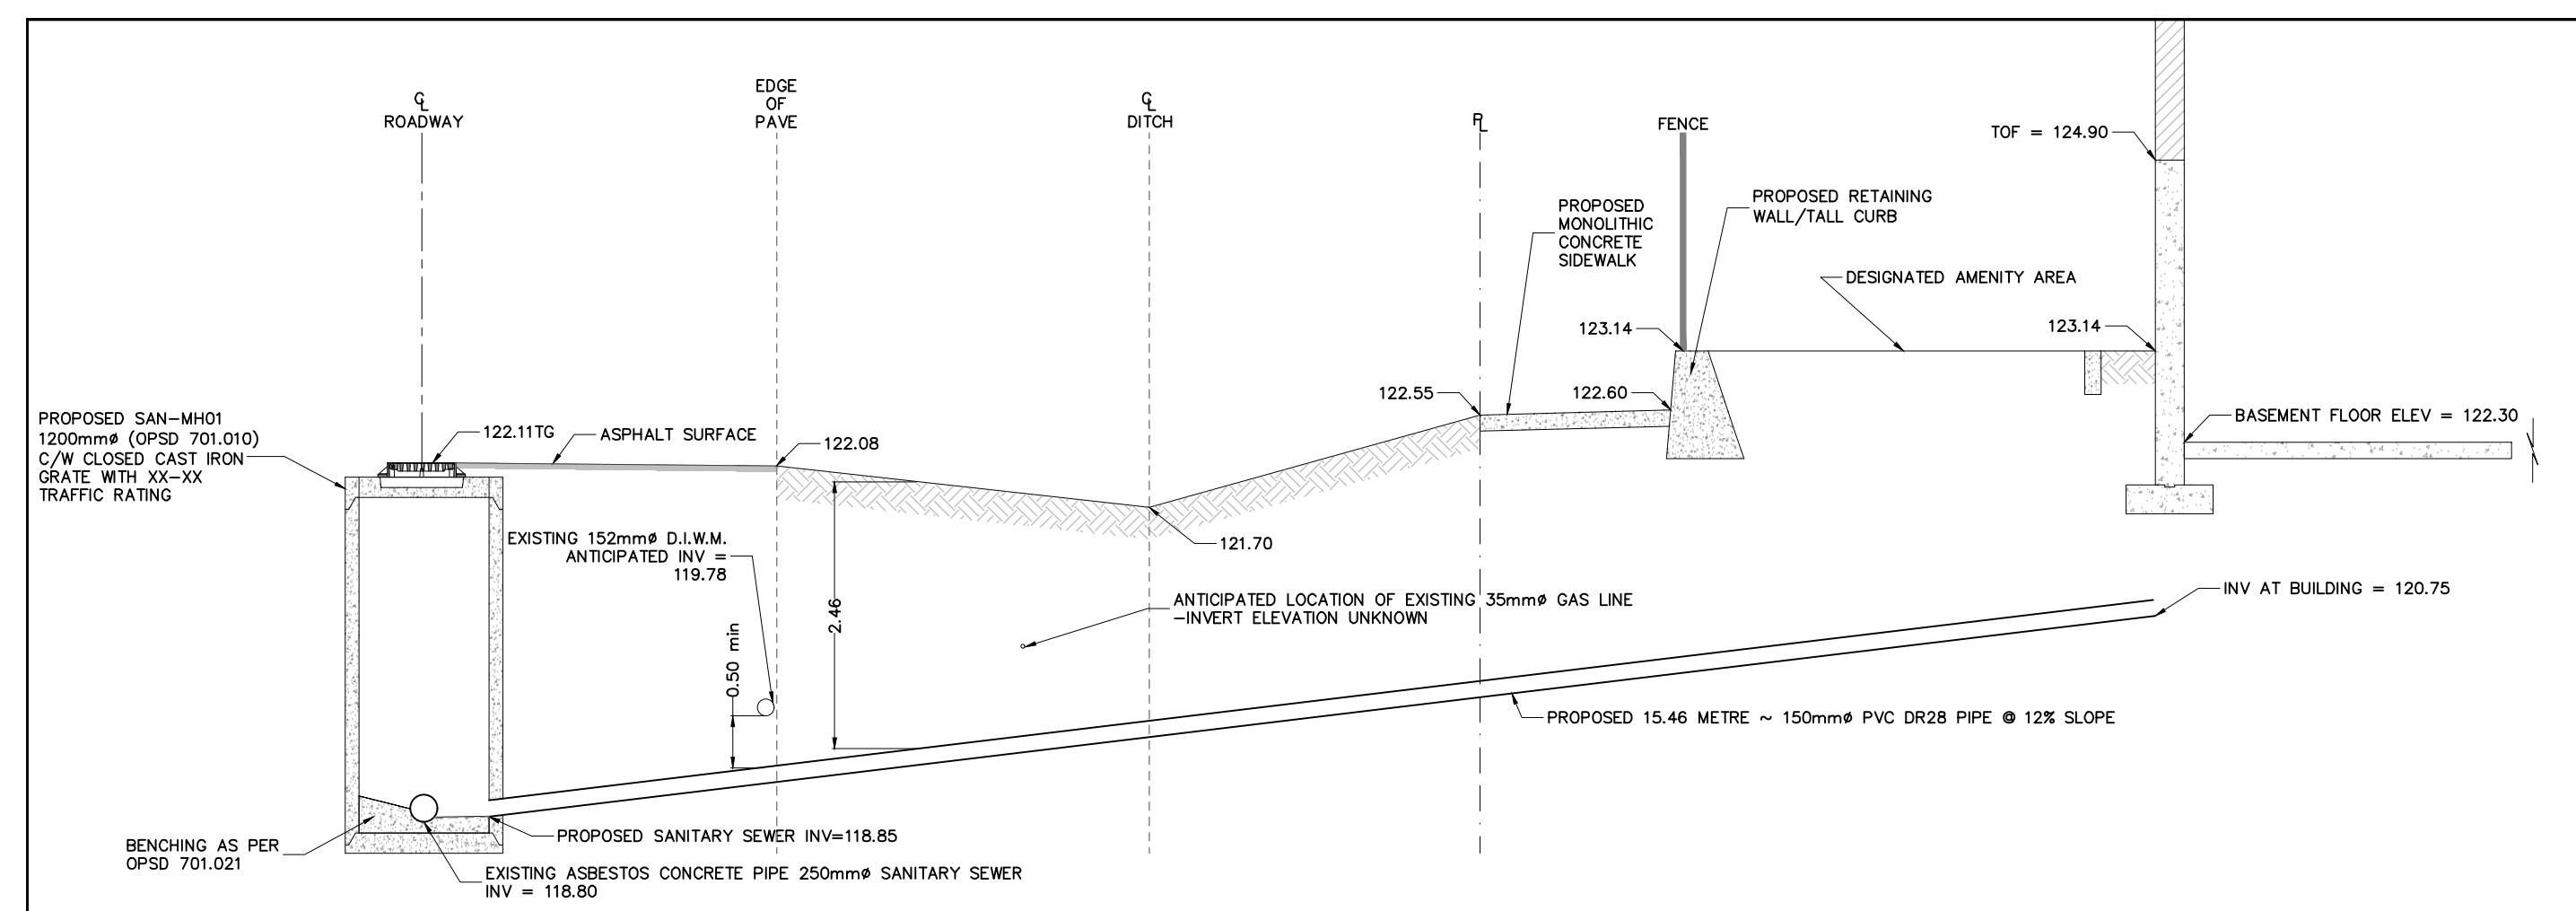 ℄
ROADWAY
EDGE
OF
PAVE
℄
DITCH
PL
FENCE
TOF = 124.90
PROPOSED
MONOLITHIC
CONCRETE
SIDEWALK
PROPOSED RETAINING
WALL/TALL CURB
DESIGNATED AMENITY AREA
123.14
123.14
122.55
122.60
BASEMENT FLOOR ELEV = 122.30
PROPOSED SAN-MH01
1200mmø (OPSD 701.010)
C/W CLOSED CAST IRON
GRATE WITH XX-XX
TRAFFIC RATING
122.11TG
ASPHALT SURFACE
122.08
EXISTING 152mmø D.I.W.M.
ANTICIPATED INV =
119.78
121.70
0.50 min
2.46
ANTICIPATED LOCATION OF EXISTING 35mmø GAS LINE
-INVERT ELEVATION UNKNOWN
INV AT BUILDING = 120.75
PROPOSED 15.46 METRE ~ 150mmø PVC DR28 PIPE @ 12% SLOPE
BENCHING AS PER
OPSD 701.021
PROPOSED SANITARY SEWER INV=118.85
EXISTING ASBESTOS CONCRETE PIPE 250mmø SANITARY SEWER
INV = 118.80